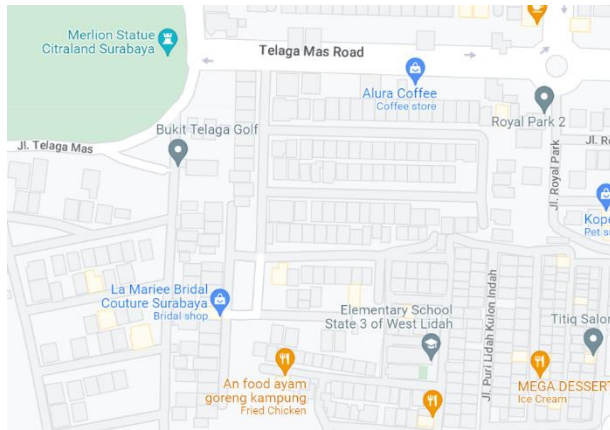 Merlion Statue
Citraland Surabaya
Telaga Mas Road
Alura Coffee
Coffee store
Royal Park 2
Bukit Telaga Golf
Jl. Telaga Mas
Jl. Royal Park
Pet
La Mariee Bridal
Couture Surabaya
Bridal shop
Elementary School
State 3 of West Lidah
Jl. Puri Lidah Kulon Indah
Titiq Salon
An food ayam
goreng kampung
Fried Chicken
MEGA DESSERT
Ice Cream